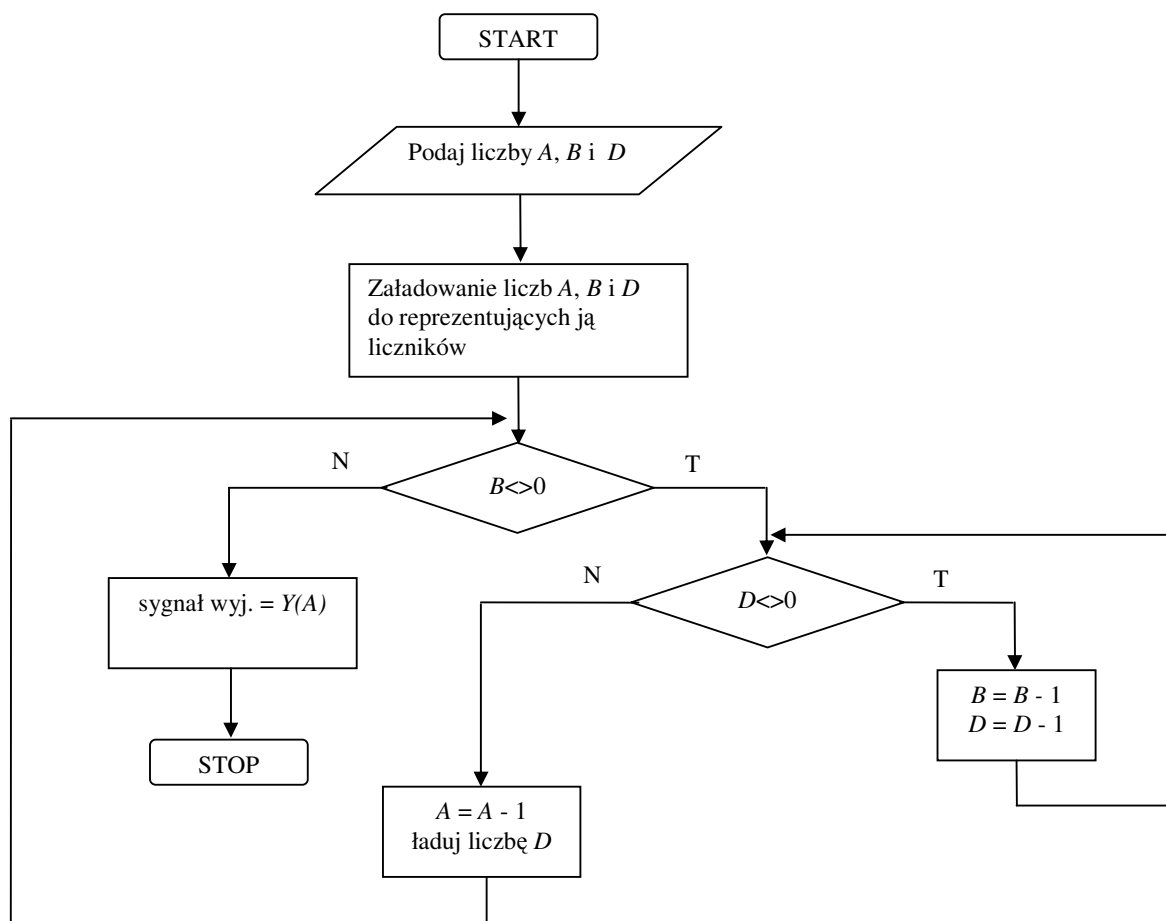 START
Podaj liczby A, B i D
Załadowanie liczb A, B i D
do reprezentujących ją
liczników
N
T
B<>0
N
T
sygnał wyj. = Y(A)
D<>0
B = B - 1
D = D - 1
STOP
A = A - 1
ładuj liczbę D